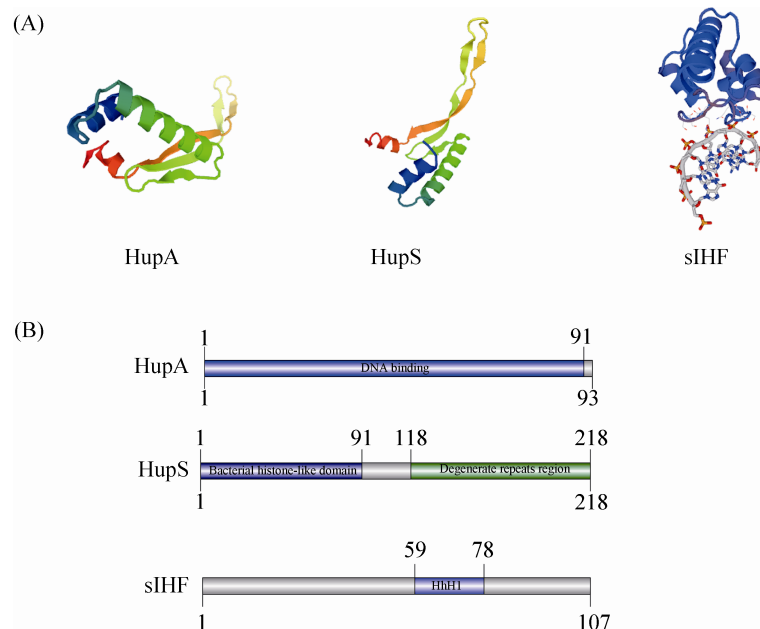 (A)
HupA HupS sIHF
(B)
1 91
HupA DNA binding
1 93
1 91 118 218
HupS Bacterial histone-like domain Degenerate repeats region
1 218
59 78
sIHF HhH1
1 107